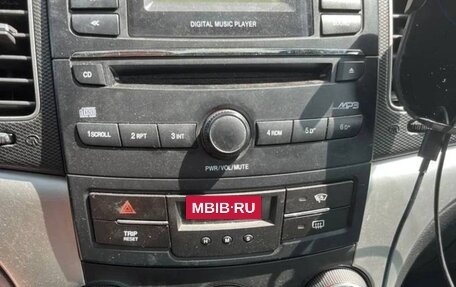 DIGITAL MUSIC PLAYER
CD
MP3
1 SCROLL
2 RPT
3 INT
4 RDM
5
6
PWR/VOL/MUTE
MBIB·RU
TRIP
RESET
H
M